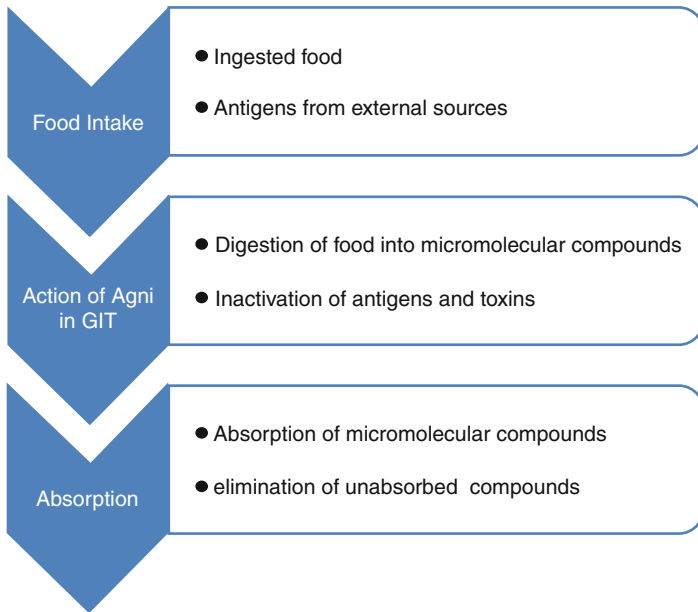 Food Intake
● Ingested food
● Antigens from external sources
Action of Agni
in GIT
● Digestion of food into micromolecular compounds
● Inactivation of antigens and toxins
Absorption
● Absorption of micromolecular compounds
● elimination of unabsorbed compounds